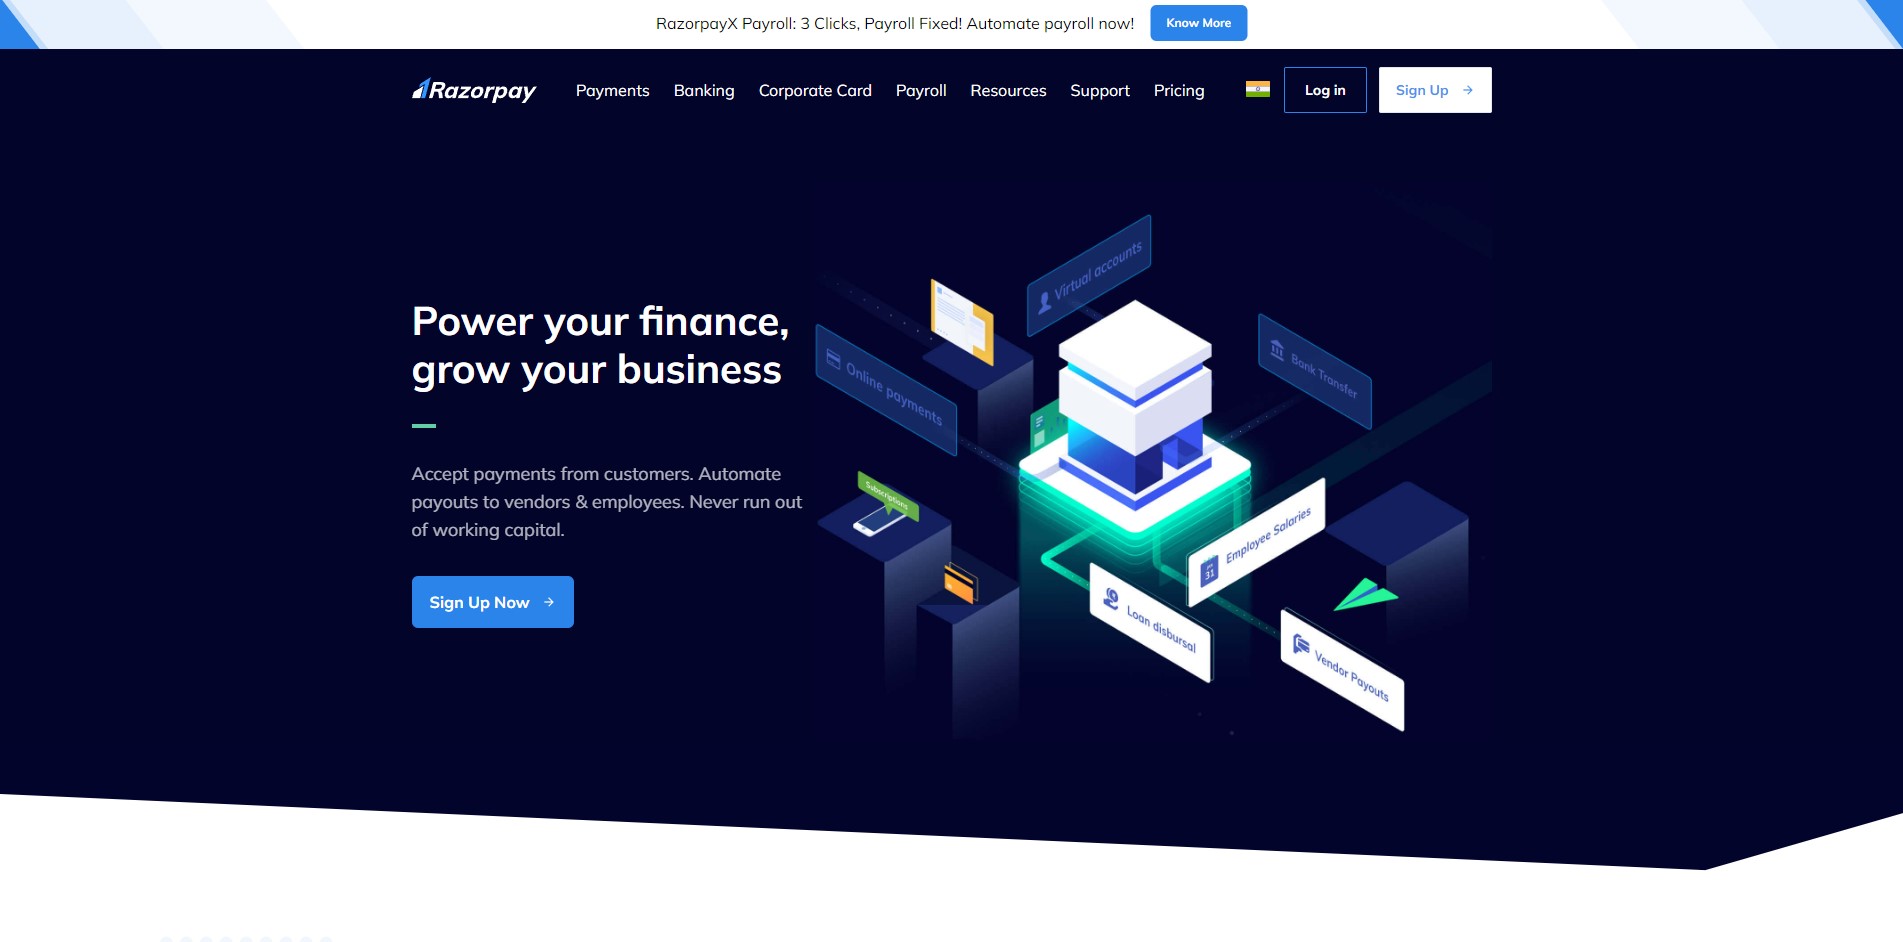 RazorpayX Payroll: 3 Clicks, Payroll Fixed! Automate payroll now! Know More
Razorpay Payments Banking Corporate Card Payroll Resources Support Pricing Log in Sign Up
Power your finance,
grow your business
Accept payments from customers. Automate
payouts to vendors & employees. Never run out
of working capital.
Sign Up Now
Virtual accounts
Online payments
Bank Transfer
Subscriptions
Employee Salaries
31
Loan disbursal
Vendor Payouts